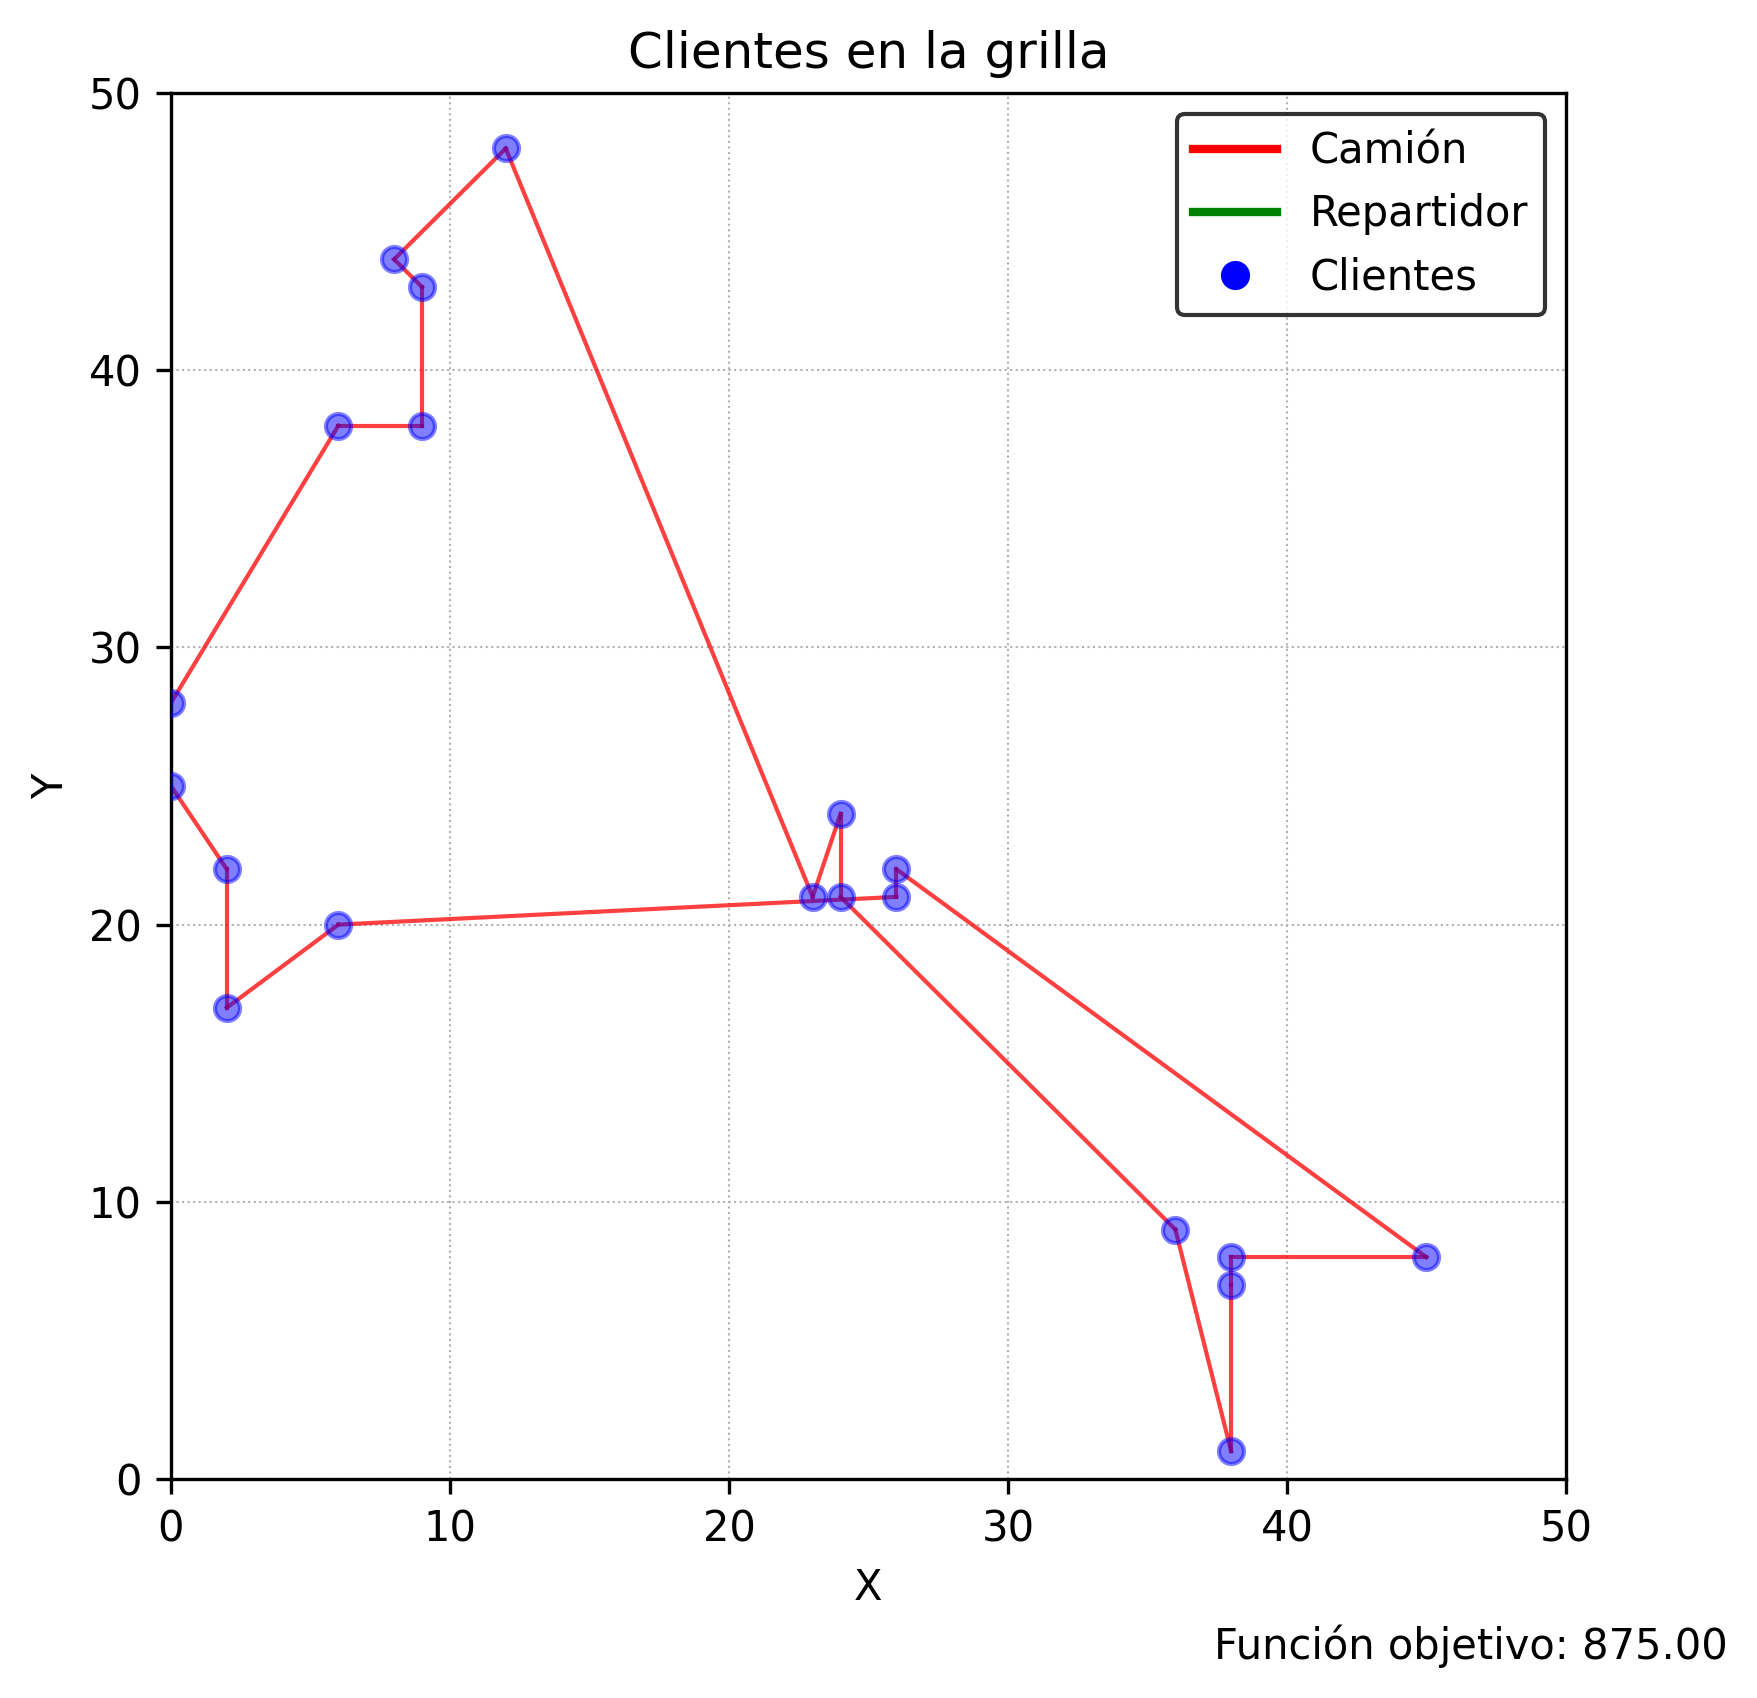 Clientes en la grilla
50
40
30
20
10
0
Y
Camión
Repartidor
Clientes
0 10 20 30 40 50
X
Función objetivo: 875.00